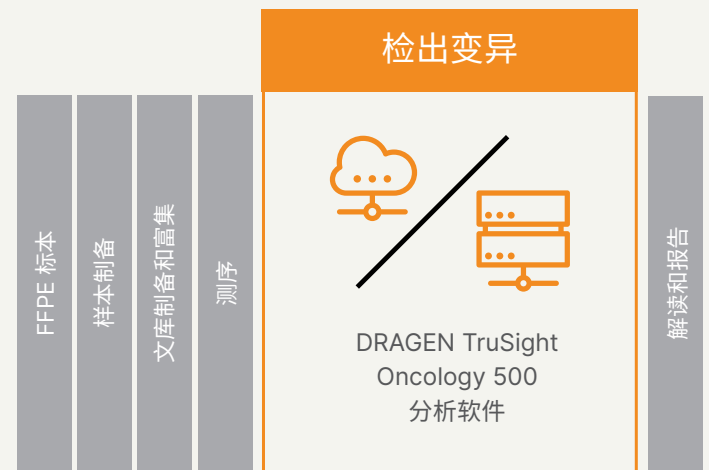 FFPE 标本
样本制备
文库制备和富集
测序
检出变异
DRAGEN TruSight
Oncology 500
分析软件
解读和报告